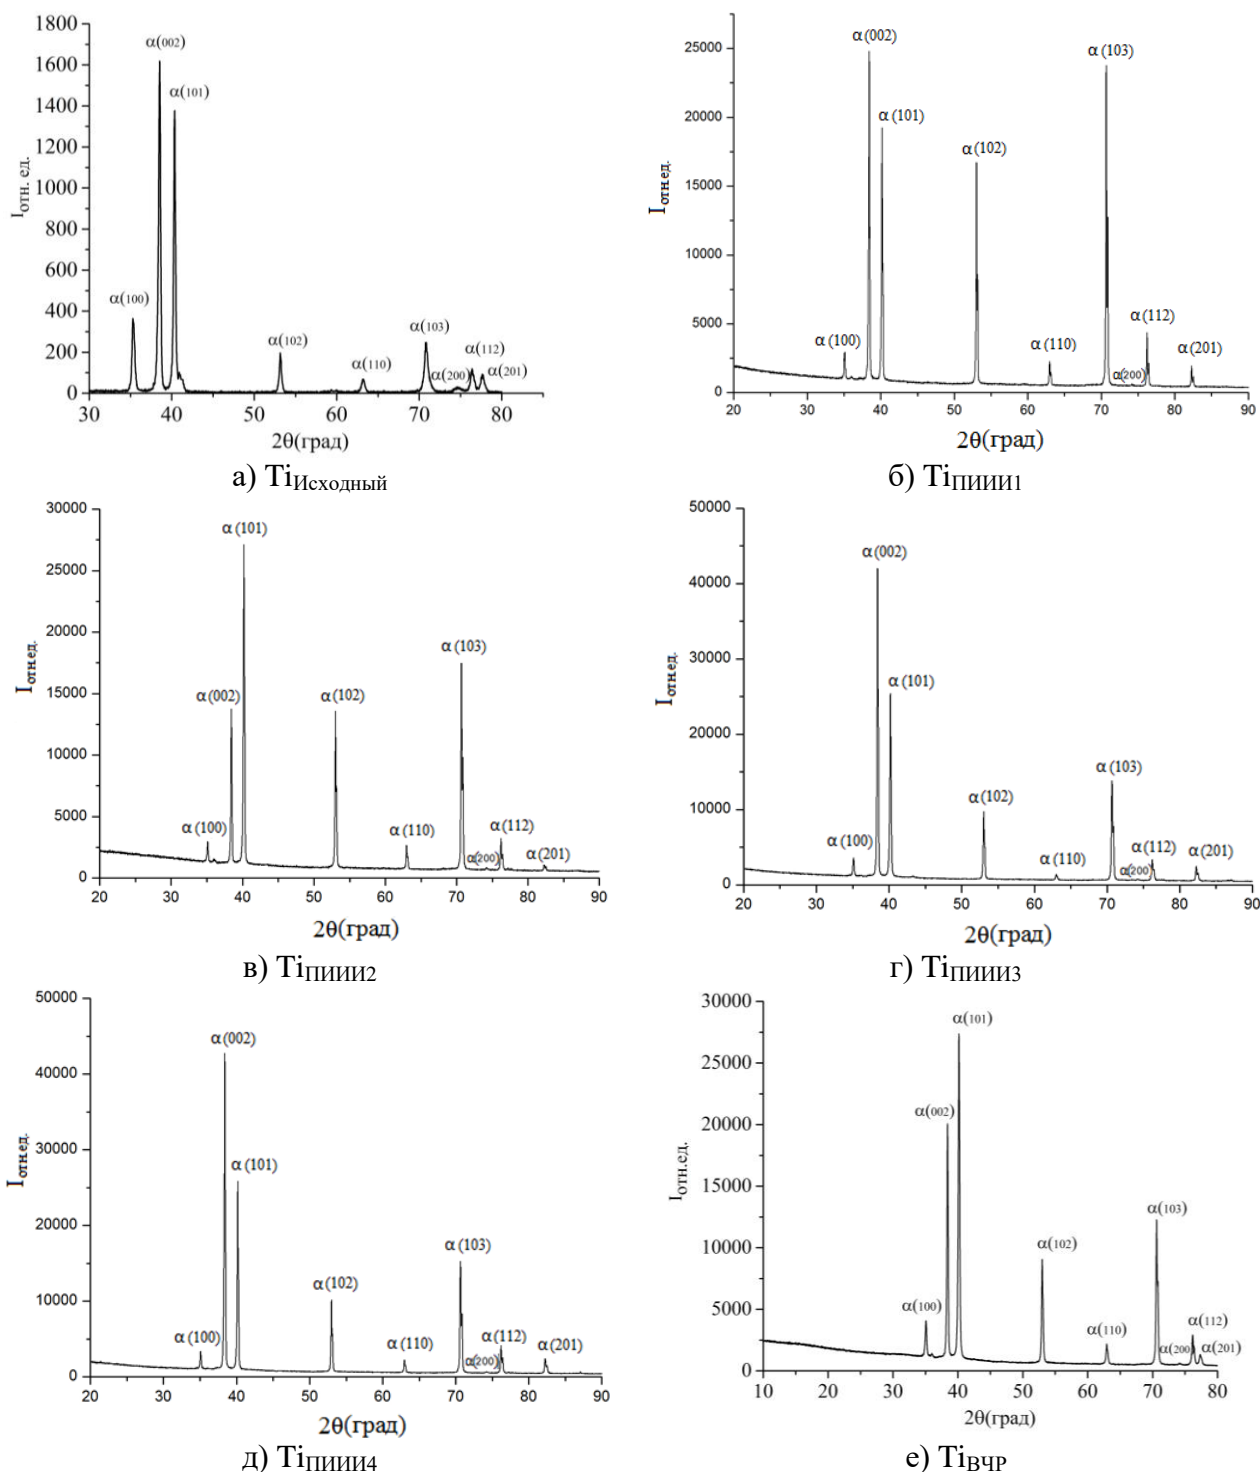 1800
1600
1400
1200
1000
800
600
400
200
0
Iотн. ед.
α(002)
α(101)
α(100)
α(102)
α(110)
α(103)
α(200)
α(112)
α(201)
30 40 50 60 70 80
2θ(град)
а) TiИсходный
25000
20000
15000
10000
5000
0
Iотн.ед.
α (002)
α (103)
α (101)
α (102)
α (100)
α (110)
α(200)
α (112)
α (201)
20 30 40 50 60 70 80 90
2θ(град)
б) TiПИИИ1
30000
25000
20000
15000
10000
5000
0
Iотн.ед.
α (101)
α (002)
α (102)
α (103)
α (100)
α (110)
α(200)
α (112)
α (201)
20 30 40 50 60 70 80 90
2θ(град)
в) TiПИИИ2
50000
40000
30000
20000
10000
0
Iотн.ед.
α (002)
α (101)
α (102)
α (103)
α (100)
α (110)
α(200)
α (112)
α (201)
20 30 40 50 60 70 80 90
2θ(град)
г) TiПИИИ3
50000
40000
30000
20000
10000
0
Iотн.ед.
α (002)
α (101)
α (102)
α (103)
α (100)
α (110)
α(200)
α (112)
α (201)
20 30 40 50 60 70 80 90
2θ(град)
д) TiПИИИ4
30000
25000
20000
15000
10000
5000
0
Iотн.ед.
α(101)
α(002)
α(103)
α(102)
α(100)
α(110)
α(200)
α(112)
α(201)
10 20 30 40 50 60 70 80
2θ(град)
е) TiВЧР